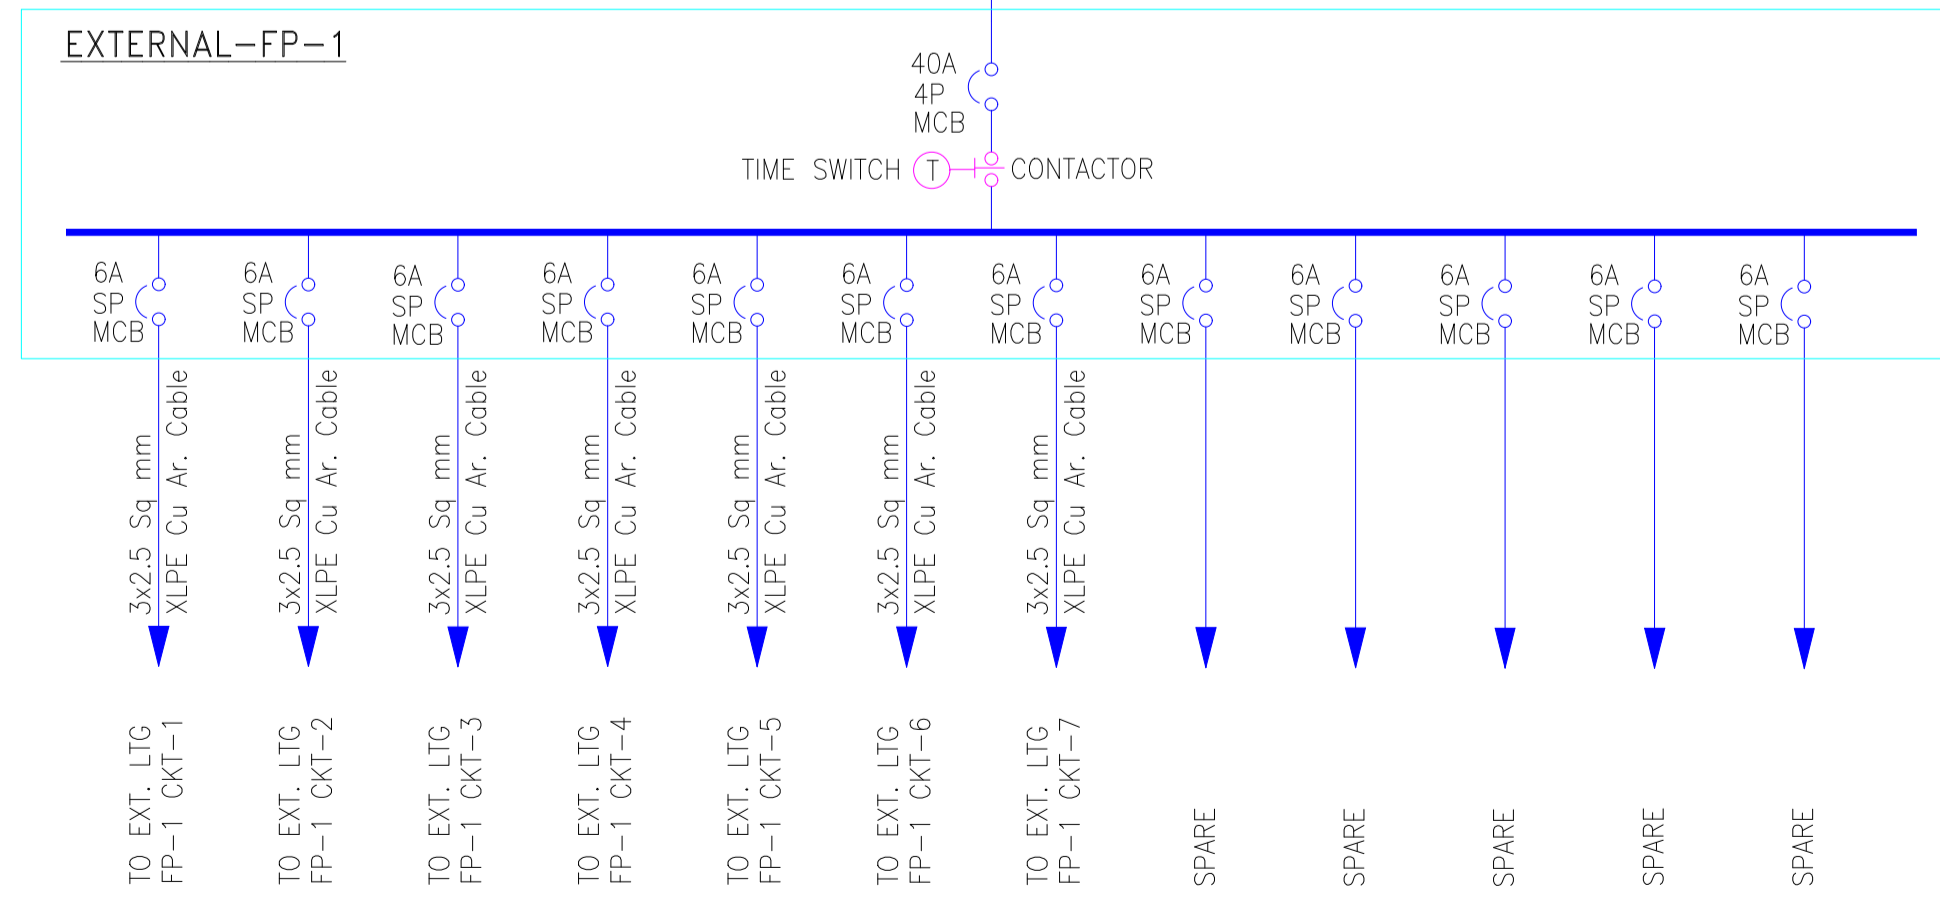 EXTERNAL-FP-1
40A
4P
MCB
TIME SWITCH T CONTACTOR
6A
SP
MCB
6A
SP
MCB
6A
SP
MCB
6A
SP
MCB
6A
SP
MCB
6A
SP
MCB
6A
SP
MCB
6A
SP
MCB
6A
SP
MCB
6A
SP
MCB
6A
SP
MCB
6A
SP
MCB
3x2.5 Sq mm
XLPE Cu Ar. Cable
3x2.5 Sq mm
XLPE Cu Ar. Cable
3x2.5 Sq mm
XLPE Cu Ar. Cable
3x2.5 Sq mm
XLPE Cu Ar. Cable
3x2.5 Sq mm
XLPE Cu Ar. Cable
3x2.5 Sq mm
XLPE Cu Ar. Cable
3x2.5 Sq mm
XLPE Cu Ar. Cable
TO EXT. LTG
FP-1 CKT-1
TO EXT. LTG
FP-1 CKT-2
TO EXT. LTG
FP-1 CKT-3
TO EXT. LTG
FP-1 CKT-4
TO EXT. LTG
FP-1 CKT-5
TO EXT. LTG
FP-1 CKT-6
TO EXT. LTG
FP-1 CKT-7
SPARE
SPARE
SPARE
SPARE
SPARE